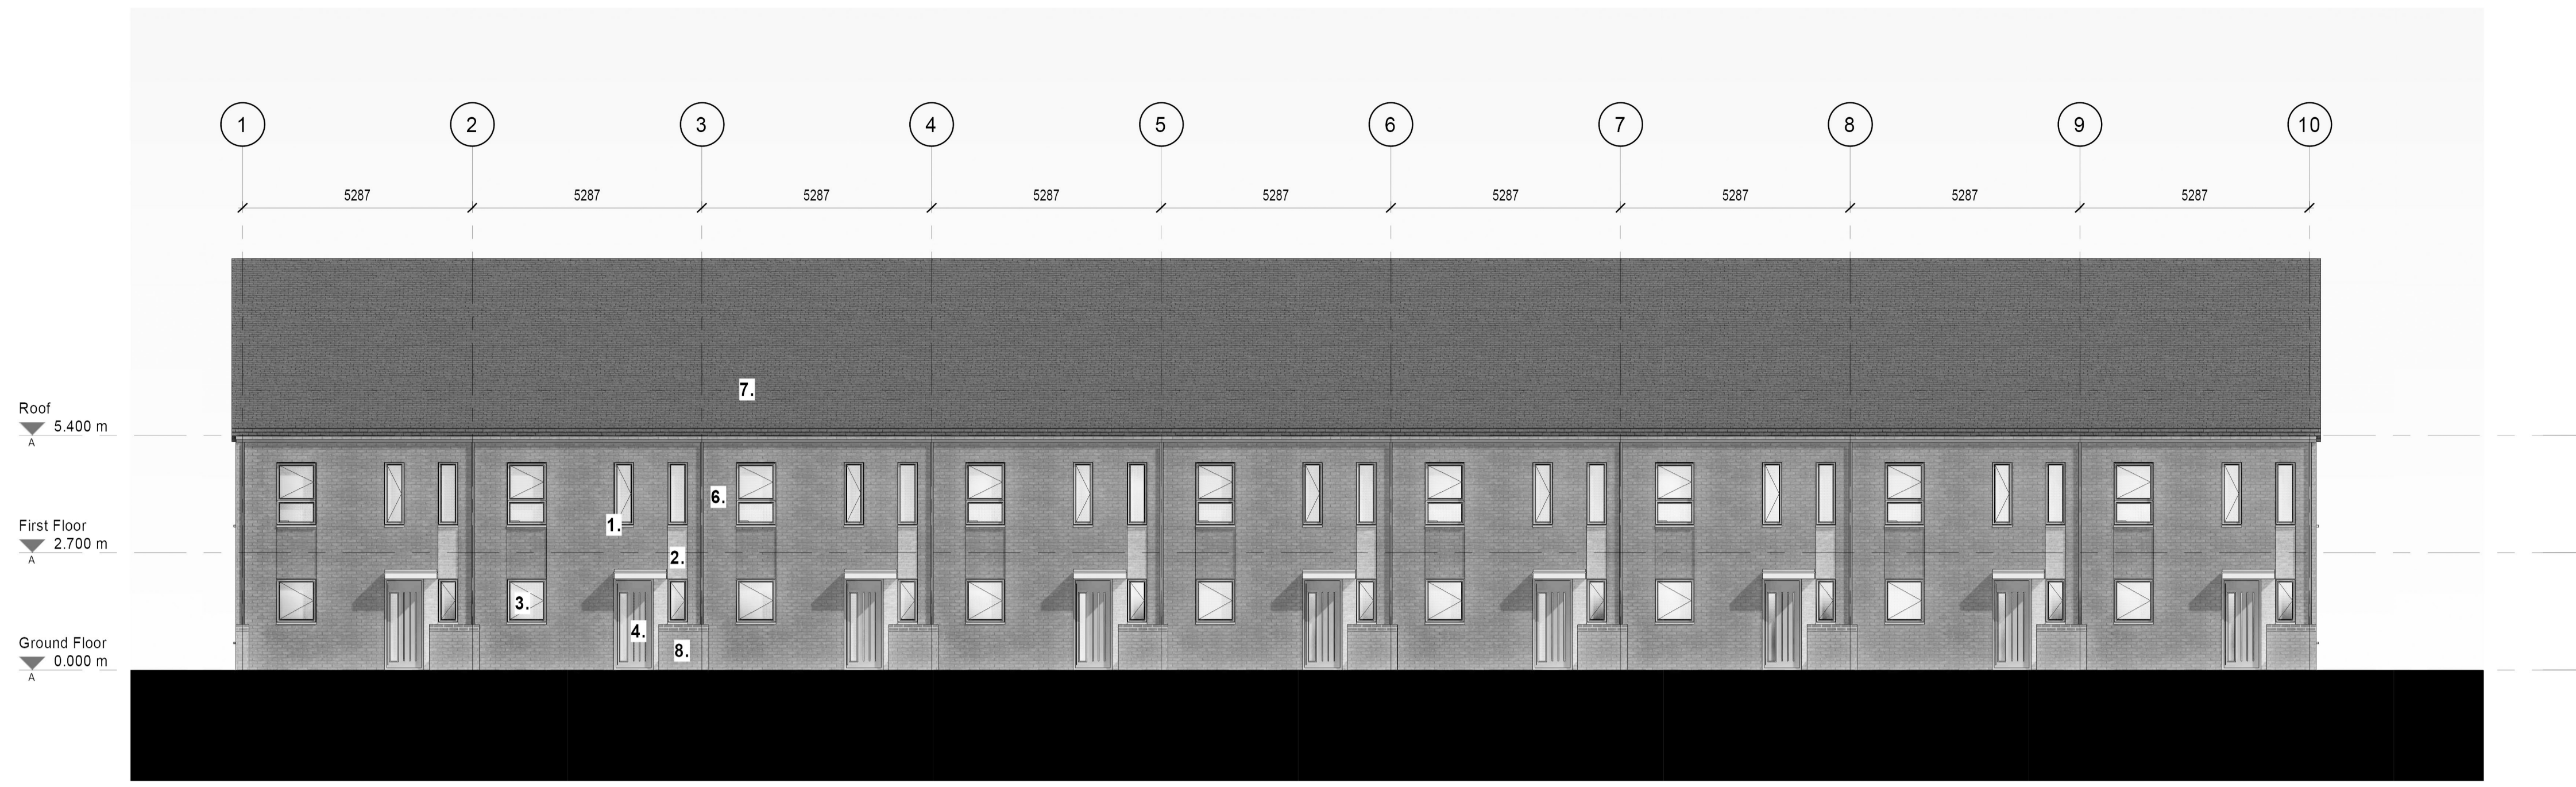 1 2 3 4 5 6 7 8 9 10
5287 5287 5287 5287 5287 5287 5287 5287 5287
7.
Roof
5.400 m
A
6.
1.
First Floor
2.700 m
A
2.
3.
4.
Ground Floor
8.
0.000 m
A